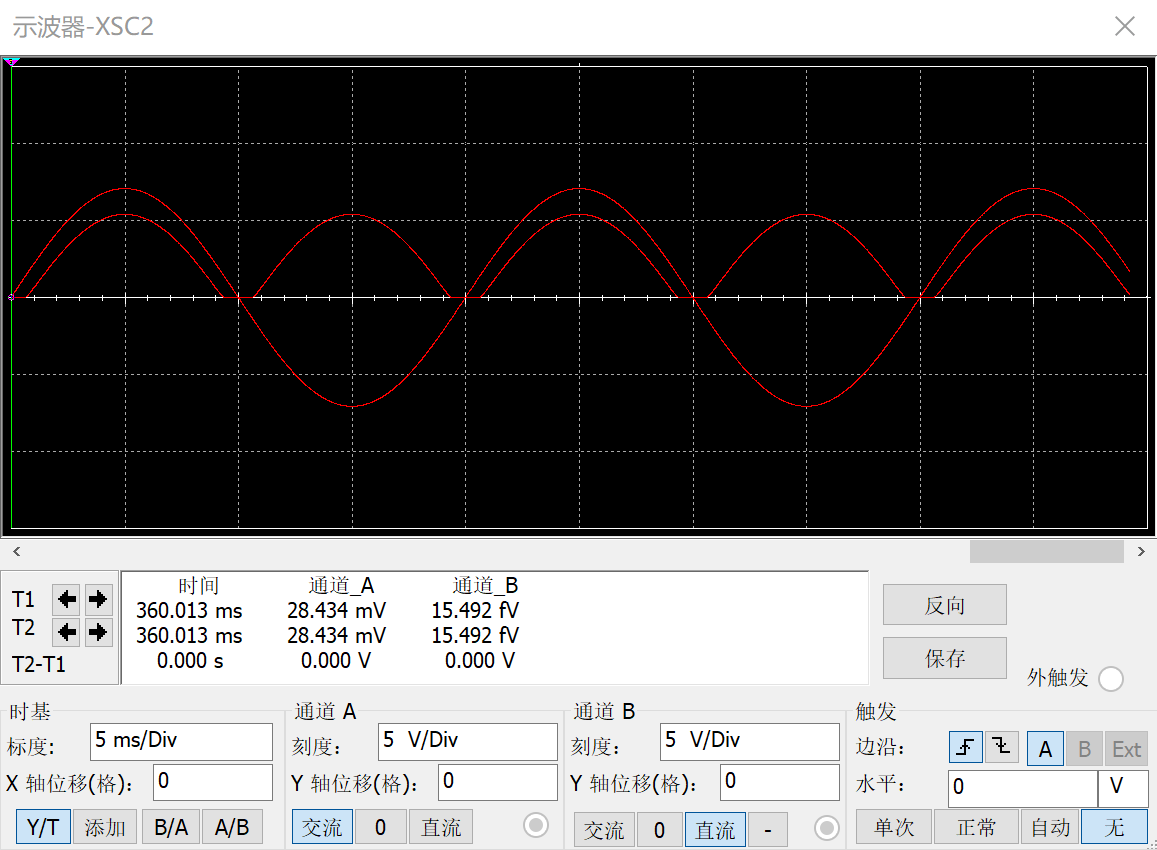 示波器-XSC2
时间 通道_A 通道_B
T1 360.013 ms 28.434 mV 15.492 fV
T2 360.013 ms 28.434 mV 15.492 fV
T2-T1 0.000 s 0.000 V 0.000 V
反向
保存
外触发
时基 通道 A 通道 B 触发
标度: 5 ms/Div 刻度: 5 V/Div 刻度: 5 V/Div 边沿: A B Ext
X 轴位移(格): 0 Y 轴位移(格): 0 Y 轴位移(格): 0 水平: 0 V
Y/T 添加 B/A A/B 交流 0 直流 交流 0 直流 - 单次 正常 自动 无